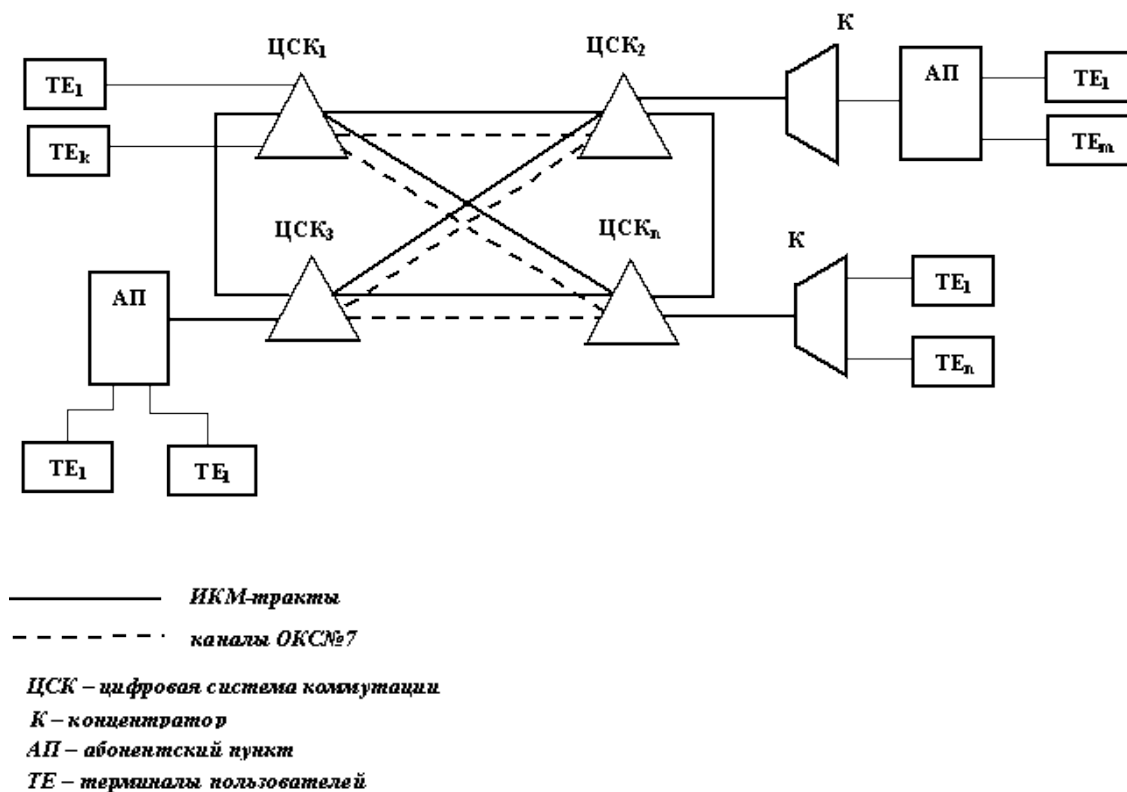 К
ЦСК₁
ЦСК₂
ТЕ₁
АП
ТЕ₁
ТЕₖ
ТЕₘ
ЦСК₃
ЦСКₙ
К
АП
ТЕ₁
ТЕₙ
ТЕ₁
ТЕₗ
ИКМ-тракты
каналы ОКС№7
ЦСК – цифровая система коммутации
К – концентратор
АП – абонентский пункт
ТЕ – терминалы пользователей